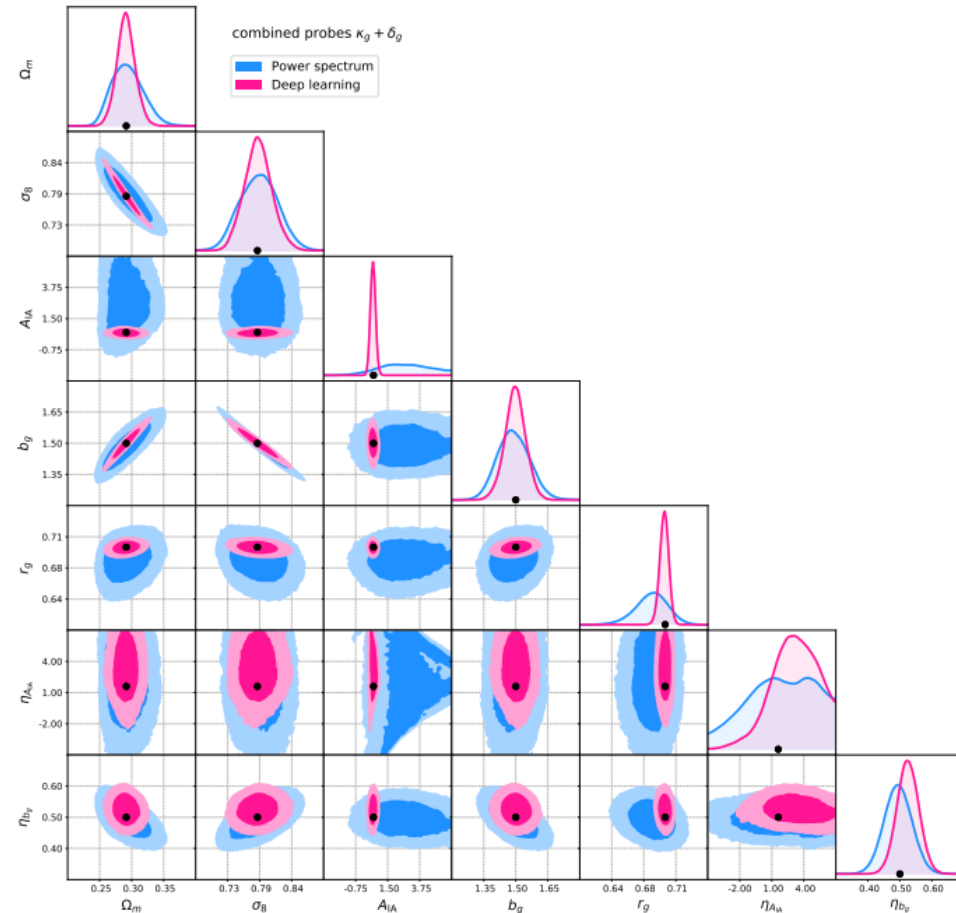 combined probes κg + δg
Power spectrum
Deep learning
Ωm
σ8
0.84
0.79
0.73
AIA
3.75
1.50
-0.75
bg
1.65
1.50
1.35
rg
0.71
0.68
0.64
ηAIA
4.00
1.00
-2.00
ηbg
0.60
0.50
0.40
0.25 0.30 0.35 0.73 0.79 0.84 -0.75 1.50 3.75 1.35 1.50 1.65 0.64 0.68 0.71 -2.00 1.00 4.00 0.40 0.50 0.60
Ωm σ8 AIA bg rg ηAIA ηbg